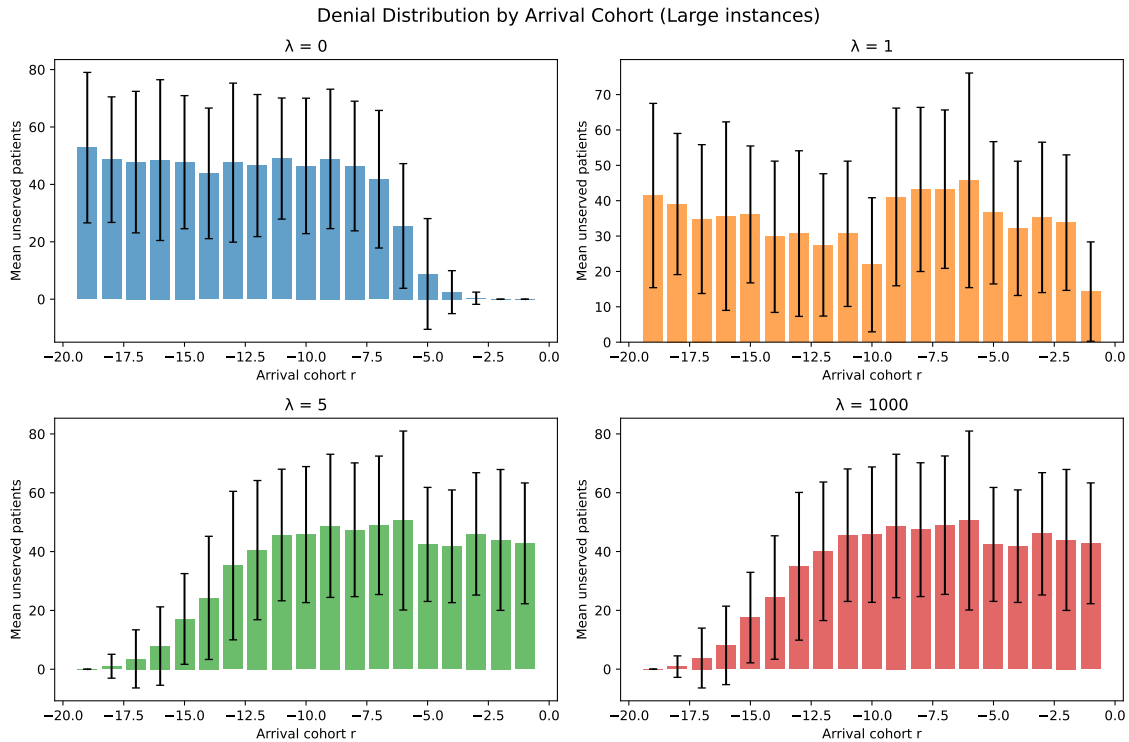 Denial Distribution by Arrival Cohort (Large instances)
λ = 0
Mean unserved patients
80
60
40
20
0
−20.0 −17.5 −15.0 −12.5 −10.0 −7.5 −5.0 −2.5 0.0
Arrival cohort r
λ = 1
Mean unserved patients
70
60
50
40
30
20
10
0
−20.0 −17.5 −15.0 −12.5 −10.0 −7.5 −5.0 −2.5 0.0
Arrival cohort r
λ = 5
Mean unserved patients
80
60
40
20
0
−20.0 −17.5 −15.0 −12.5 −10.0 −7.5 −5.0 −2.5 0.0
Arrival cohort r
λ = 1000
Mean unserved patients
80
60
40
20
0
−20.0 −17.5 −15.0 −12.5 −10.0 −7.5 −5.0 −2.5 0.0
Arrival cohort r